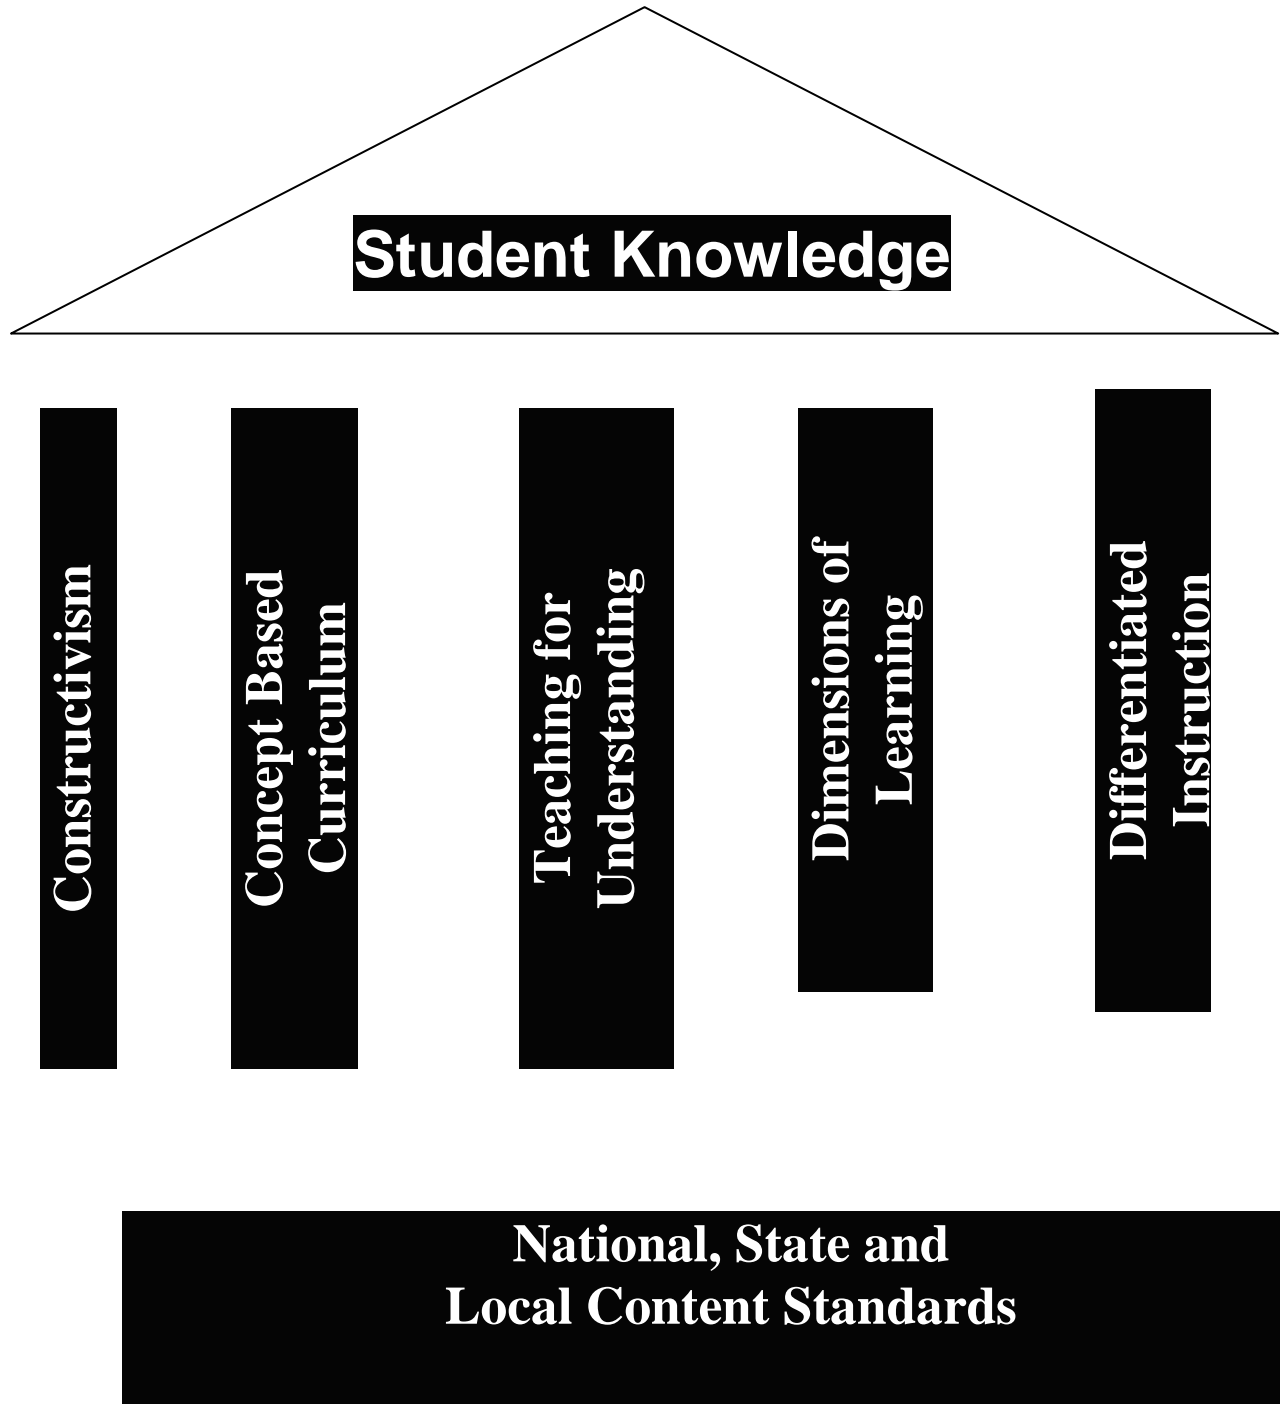 Student Knowledge
Constructivism
Concept Based
Curriculum
Teaching for
Understanding
Dimensions of
Learning
Differentiated
Instruction
National, State and
Local Content Standards